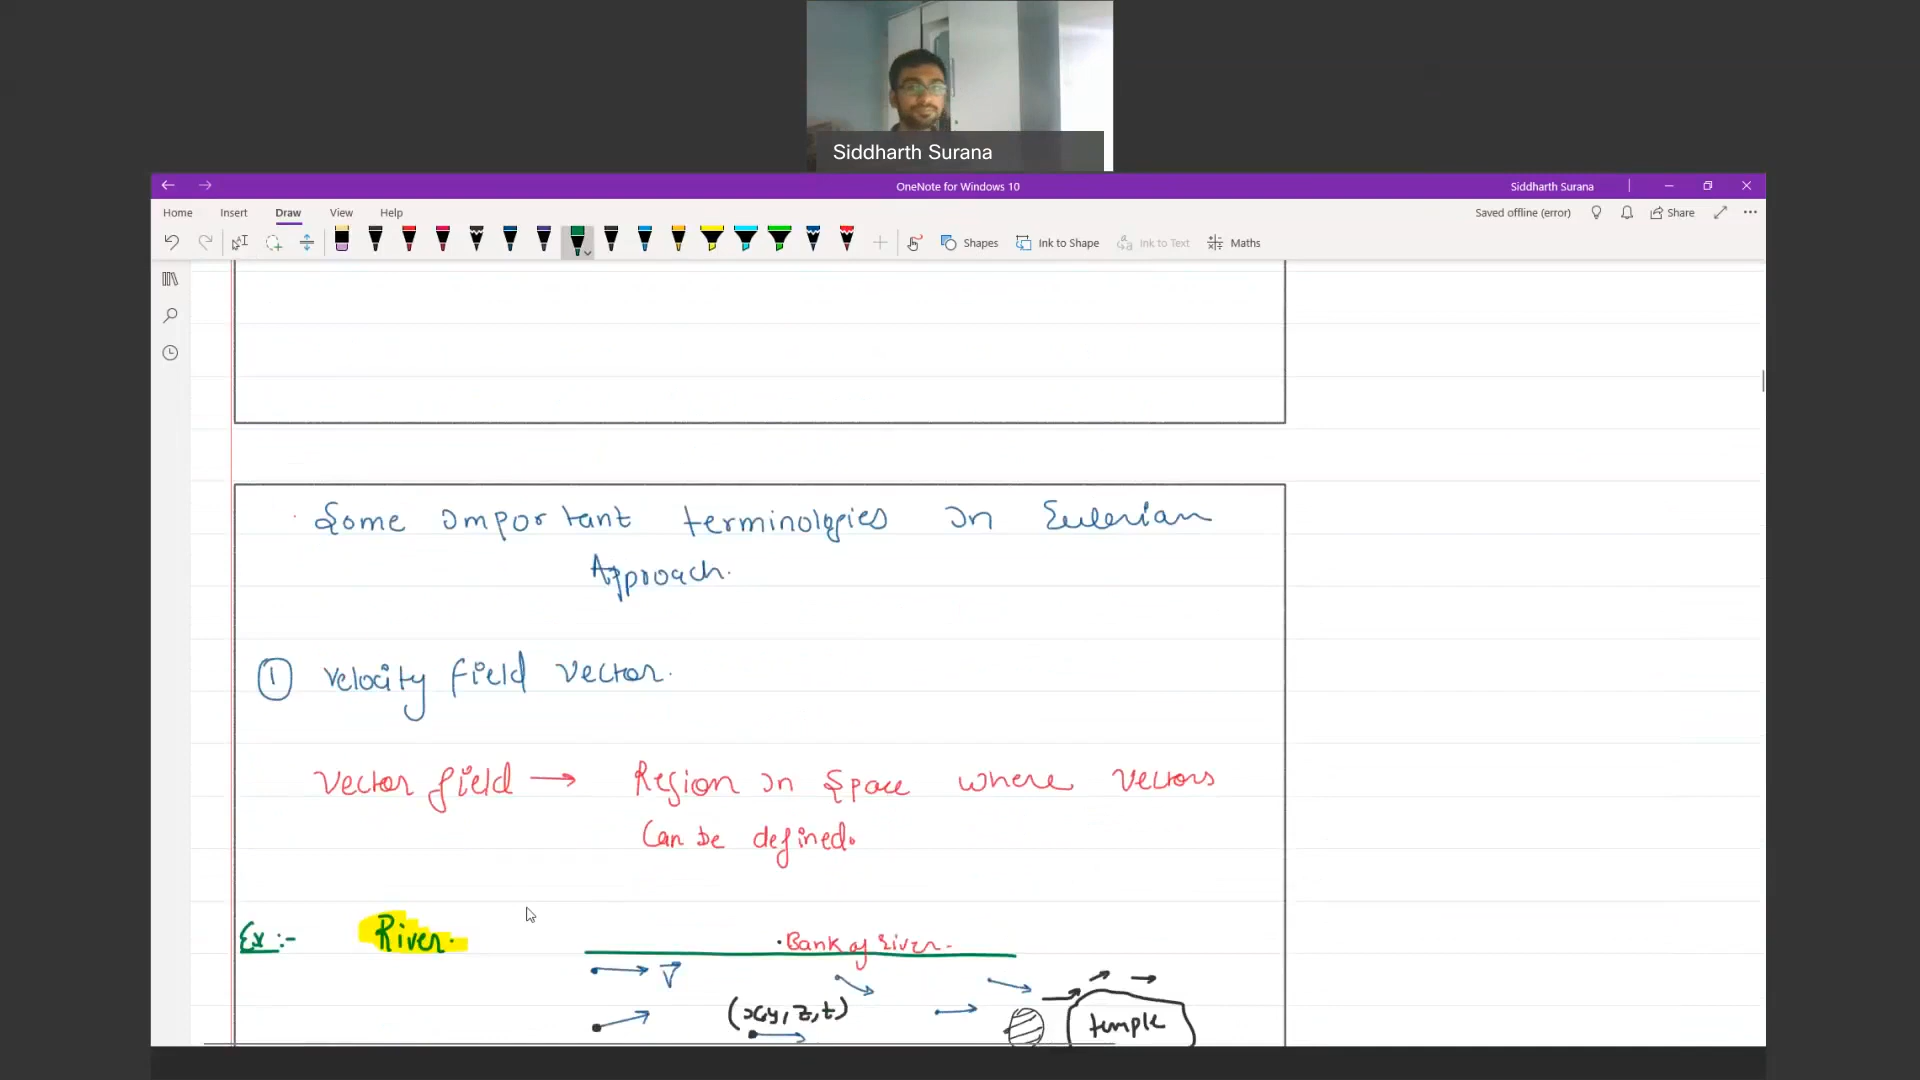 Siddharth Surana
OneNote for Windows 10
Siddharth Surana
Home Insert Draw View Help
Saved offline (error)
Share
Shapes
Ink to Shape
Ink to Text
Maths
Some Important terminologies In Eulerian
Approach.
1 Velocity field Vector.
Vector field → Region In Space where Vectors
Can be defined.
Ex :- River.
Bank of river.
V
(x,y,z,t)
temple